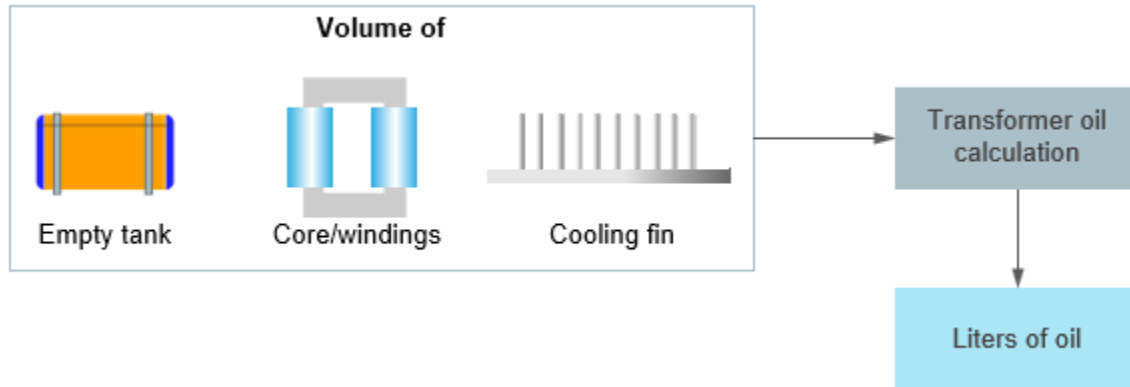 Volume of
Empty tank
Core/windings
Cooling fin
Transformer oil
calculation
Liters of oil